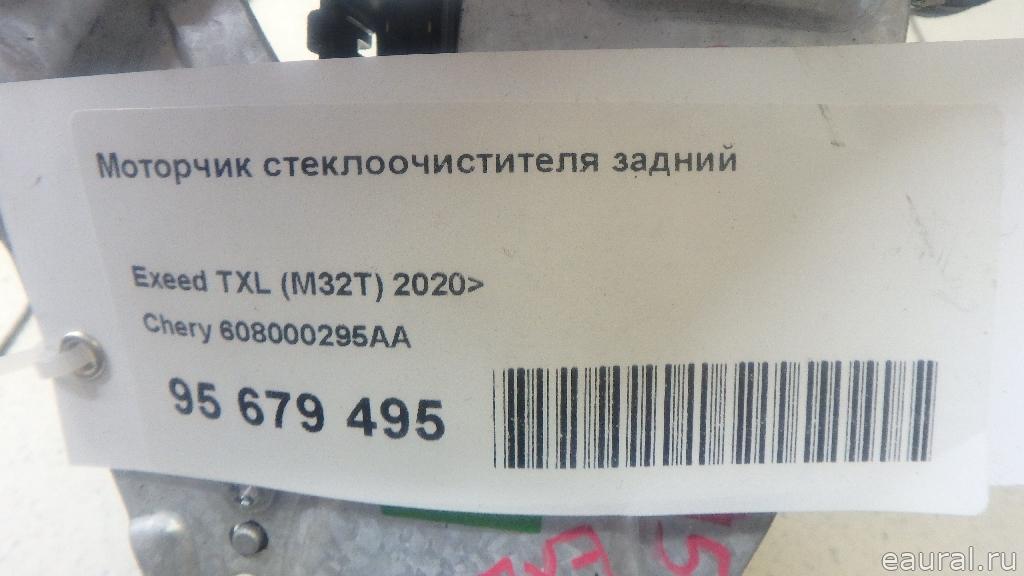 Моторчик стеклоочистителя задний
Exeed TXL (M32T) 2020>
Chery 608000295AA
95 679 495
eaural.ru